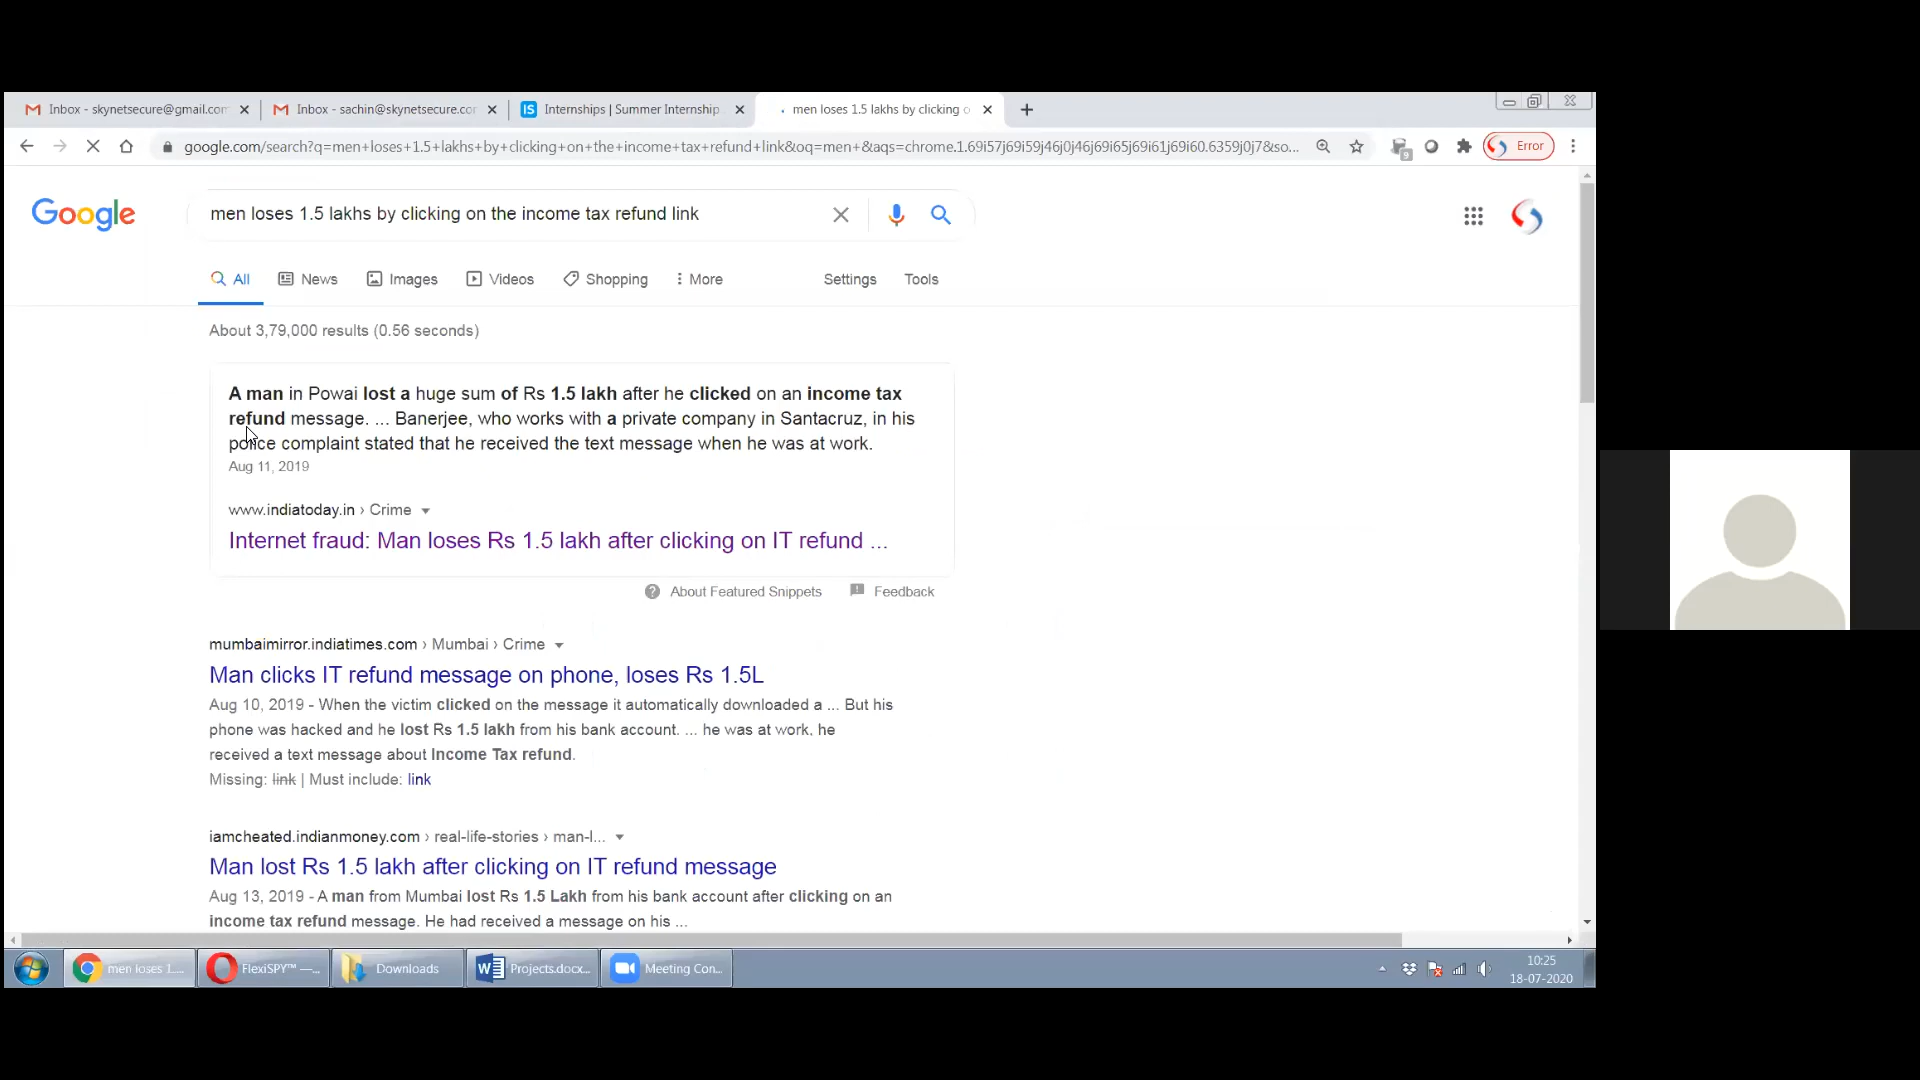 Inbox - skynetsecure@gmail.com
Inbox - sachin@skynetsecure.cor
Internships | Summer Internship
men loses 1.5 lakhs by clicking o
google.com/search?q=men+loses+1.5+lakhs+by+clicking+on+the+income+tax+refund+link&oq=men+&aqs=chrome.1.69i57j69i59j46j0j46j69i65j69i61j69i60.6359j0j7&so...
9
Error
Google
men loses 1.5 lakhs by clicking on the income tax refund link
All
News
Images
Videos
Shopping
More
Settings
Tools
About 3,79,000 results (0.56 seconds)
A man in Powai lost a huge sum of Rs 1.5 lakh after he clicked on an income tax
refund message. ... Banerjee, who works with a private company in Santacruz, in his
police complaint stated that he received the text message when he was at work.
Aug 11, 2019
www.indiatoday.in › Crime
Internet fraud: Man loses Rs 1.5 lakh after clicking on IT refund ...
About Featured Snippets
Feedback
mumbaimirror.indiatimes.com › Mumbai › Crime
Man clicks IT refund message on phone, loses Rs 1.5L
Aug 10, 2019 - When the victim clicked on the message it automatically downloaded a ... But his
phone was hacked and he lost Rs 1.5 lakh from his bank account. ... he was at work, he
received a text message about Income Tax refund.
Missing: link | Must include: link
iamcheated.indianmoney.com › real-life-stories › man-l...
Man lost Rs 1.5 lakh after clicking on IT refund message
Aug 13, 2019 - A man from Mumbai lost Rs 1.5 Lakh from his bank account after clicking on an
income tax refund message. He had received a message on his ...
men loses 1....
FlexiSPY™ —...
Downloads
Projects.docx...
Meeting Con...
10:25
18-07-2020